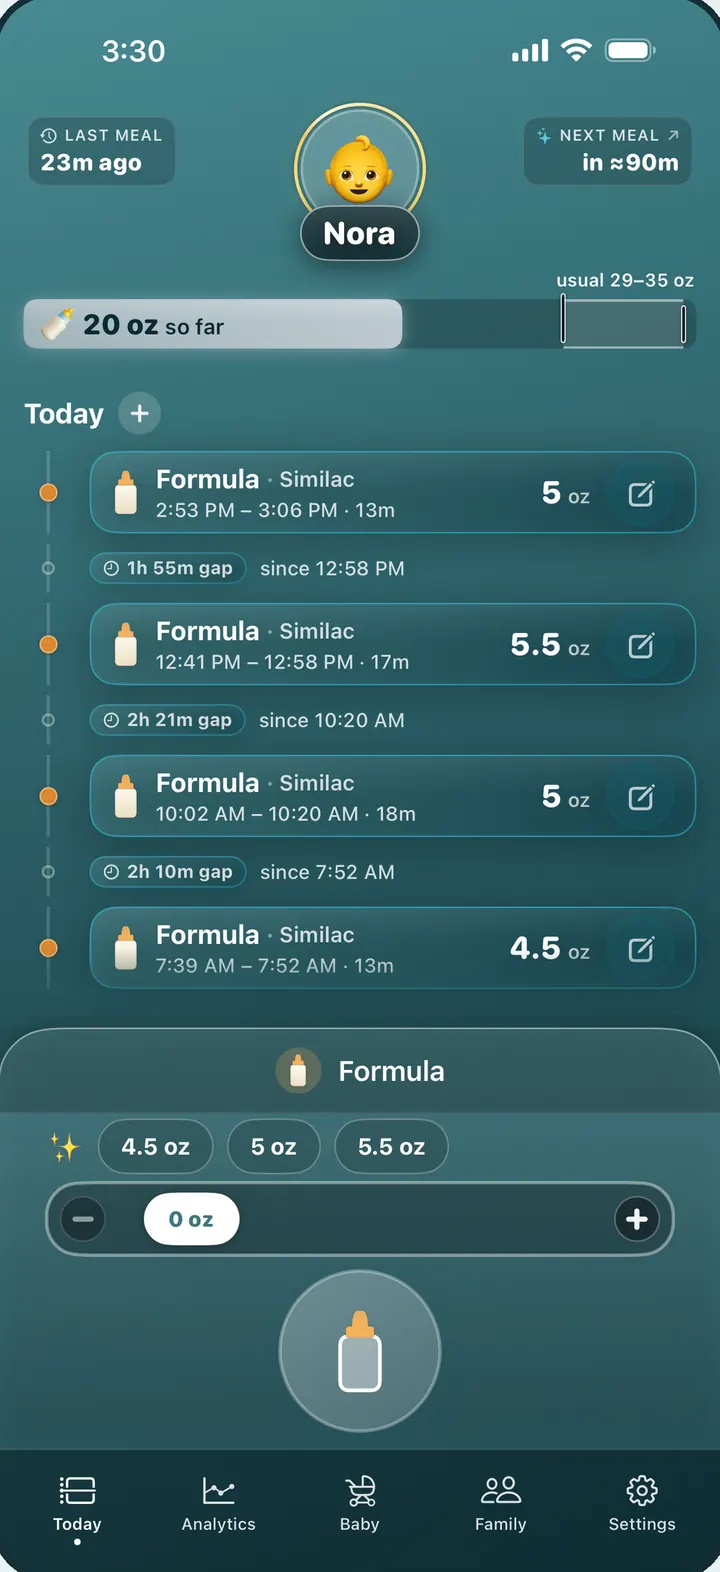 3:30
LAST MEAL
23m ago
NEXT MEAL ↗
in ≈90m
Nora
usual 29–35 oz
20 oz so far
Today
Formula · Similac
2:53 PM – 3:06 PM · 13m
5 oz
1h 55m gap since 12:58 PM
Formula · Similac
12:41 PM – 12:58 PM · 17m
5.5 oz
2h 21m gap since 10:20 AM
Formula · Similac
10:02 AM – 10:20 AM · 18m
5 oz
2h 10m gap since 7:52 AM
Formula · Similac
7:39 AM – 7:52 AM · 13m
4.5 oz
Formula
4.5 oz 5 oz 5.5 oz
0 oz
Today Analytics Baby Family Settings